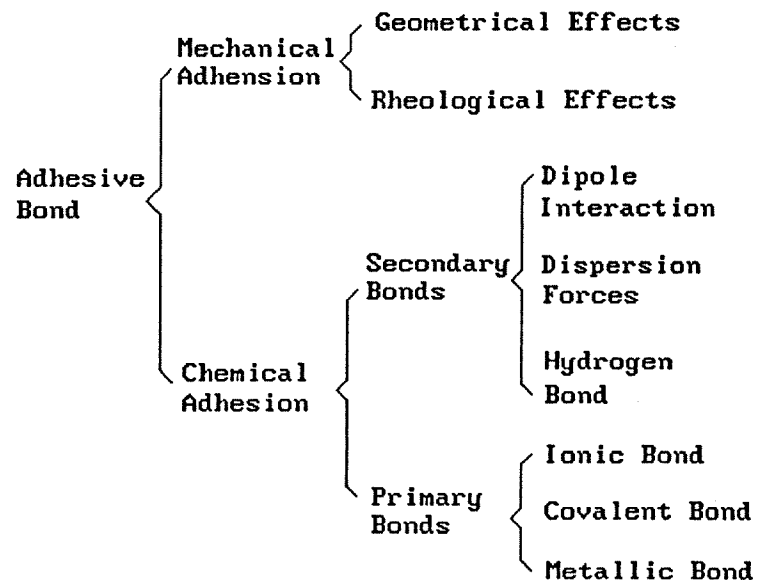 Adhesive
Bond
Mechanical
Adhension
Geometrical Effects
Rheological Effects
Chemical
Adhesion
Secondary
Bonds
Dipole
Interaction
Dispersion
Forces
Hydrogen
Bond
Primary
Bonds
Ionic Bond
Covalent Bond
Metallic Bond